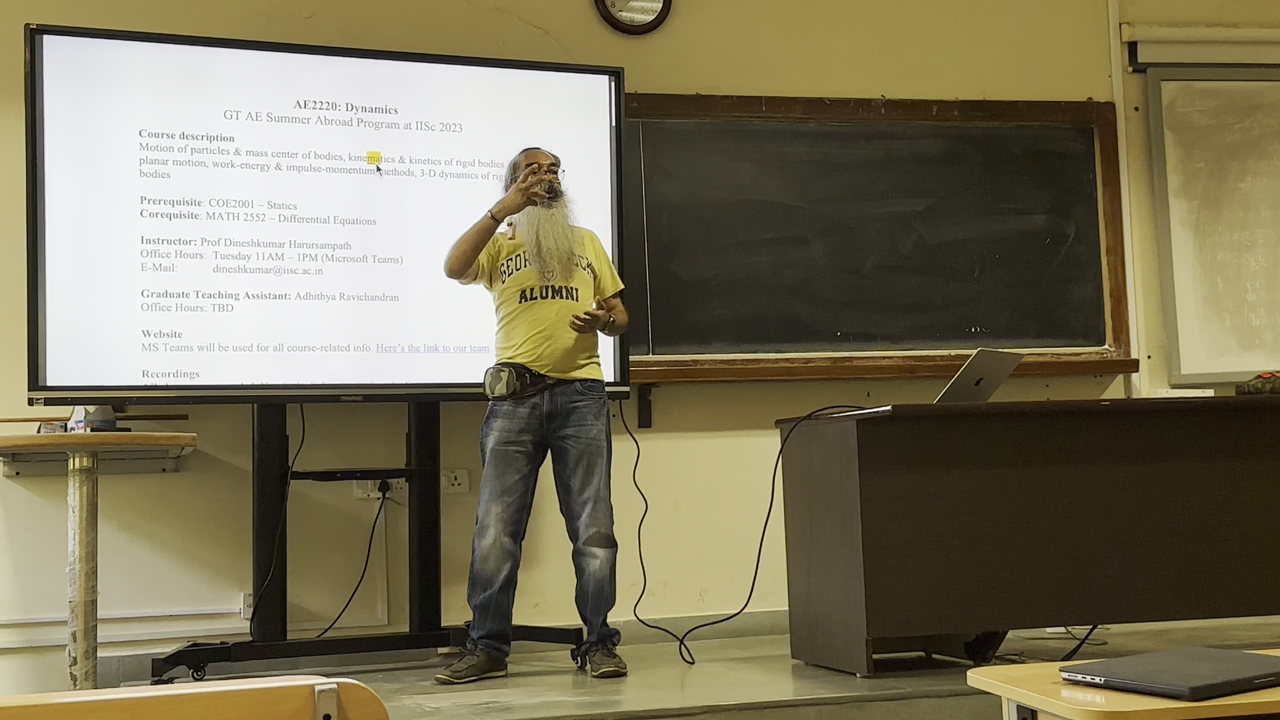 AE2220: Dynamics
GT AE Summer Abroad Program at IISc 2023
Course description
Motion of particles & mass center of bodies, kinematics & kinetics of rigid bodies
planar motion, work-energy & impulse-momentum methods, 3-D dynamics of
bodies
Prerequisite: COE2001 – Statics
Corequisite: MATH 2552 – Differential Equations
Instructor: Prof Dineshkumar Harursampath
Office Hours: Tuesday 11AM – 1PM (Microsoft Teams)
E-Mail: dineshkumar@iisc.ac.in
Graduate Teaching Assistant: Adhithya Ravichandran
Office Hours: TBD
Website
MS Teams will be used for all course-related info. Here's the link to our team
Recordings
ALUMNI